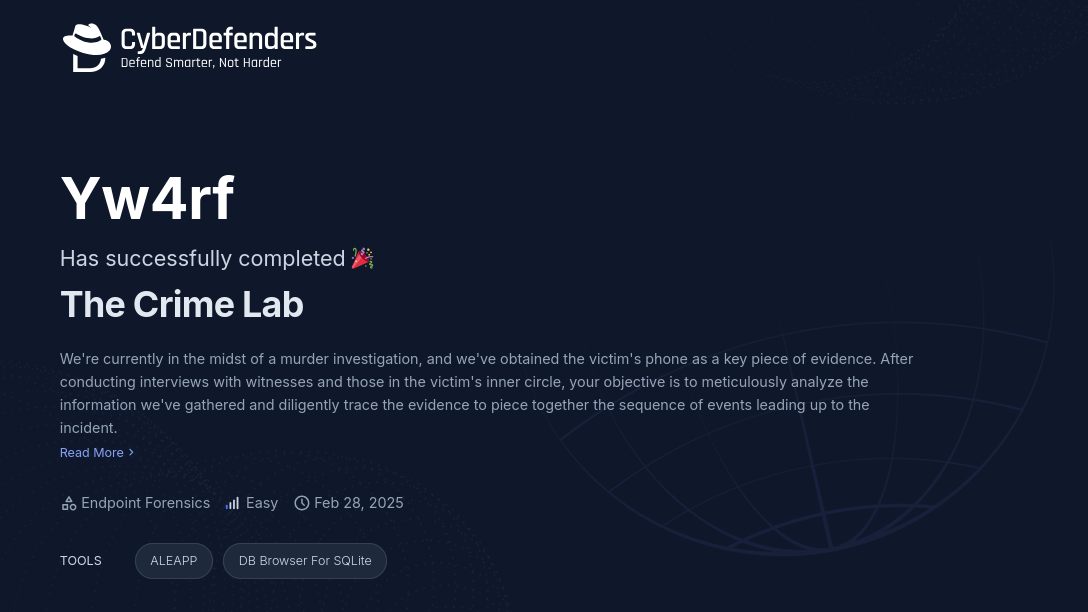 CyberDefenders
Defend Smarter, Not Harder
Yw4rf
Has successfully completed 🎉
The Crime Lab
We're currently in the midst of a murder investigation, and we've obtained the victim's phone as a key piece of evidence. After
conducting interviews with witnesses and those in the victim's inner circle, your objective is to meticulously analyze the
information we've gathered and diligently trace the evidence to piece together the sequence of events leading up to the
incident.
Read More ›
Endpoint Forensics Easy Feb 28, 2025
TOOLS ALEAPP DB Browser For SQLite